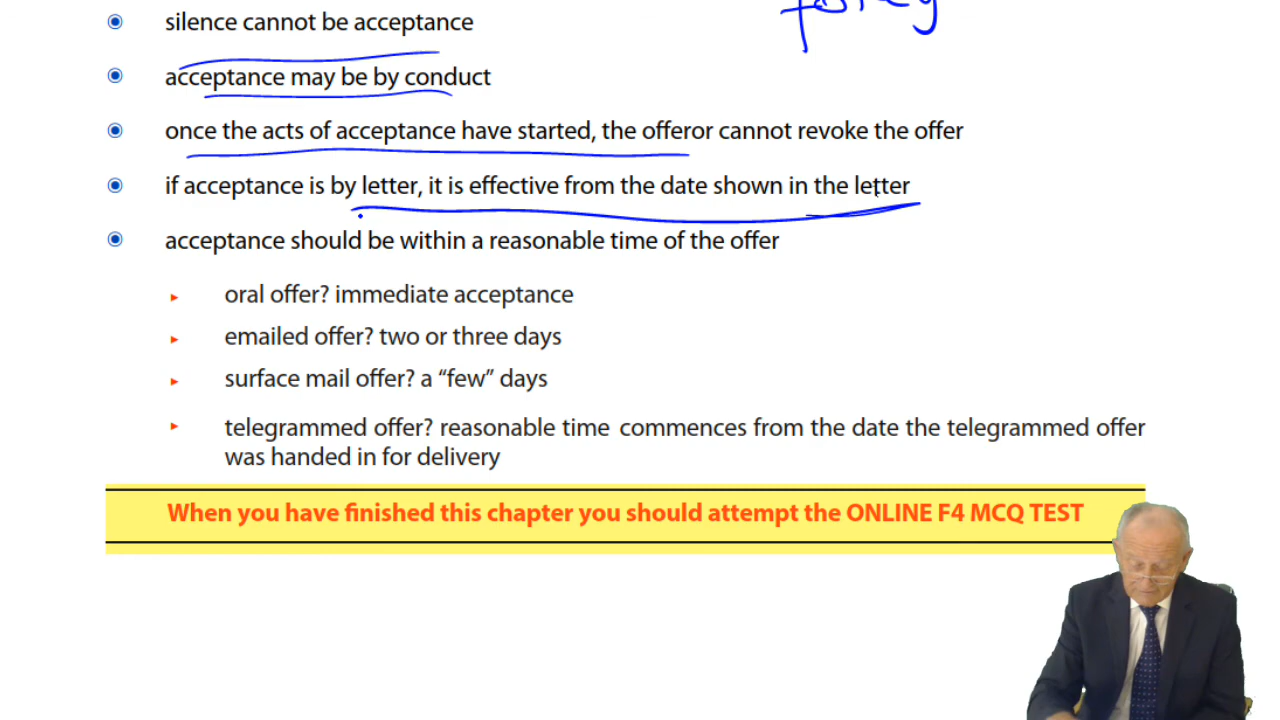 silence cannot be acceptance
acceptance may be by conduct
once the acts of acceptance have started, the offeror cannot revoke the offer
if acceptance is by letter, it is effective from the date shown in the letter
acceptance should be within a reasonable time of the offer
oral offer? immediate acceptance
emailed offer? two or three days
surface mail offer? a “few” days
telegrammed offer? reasonable time commences from the date the telegrammed offer
was handed in for delivery
When you have finished this chapter you should attempt the ONLINE F4 MCQ TEST